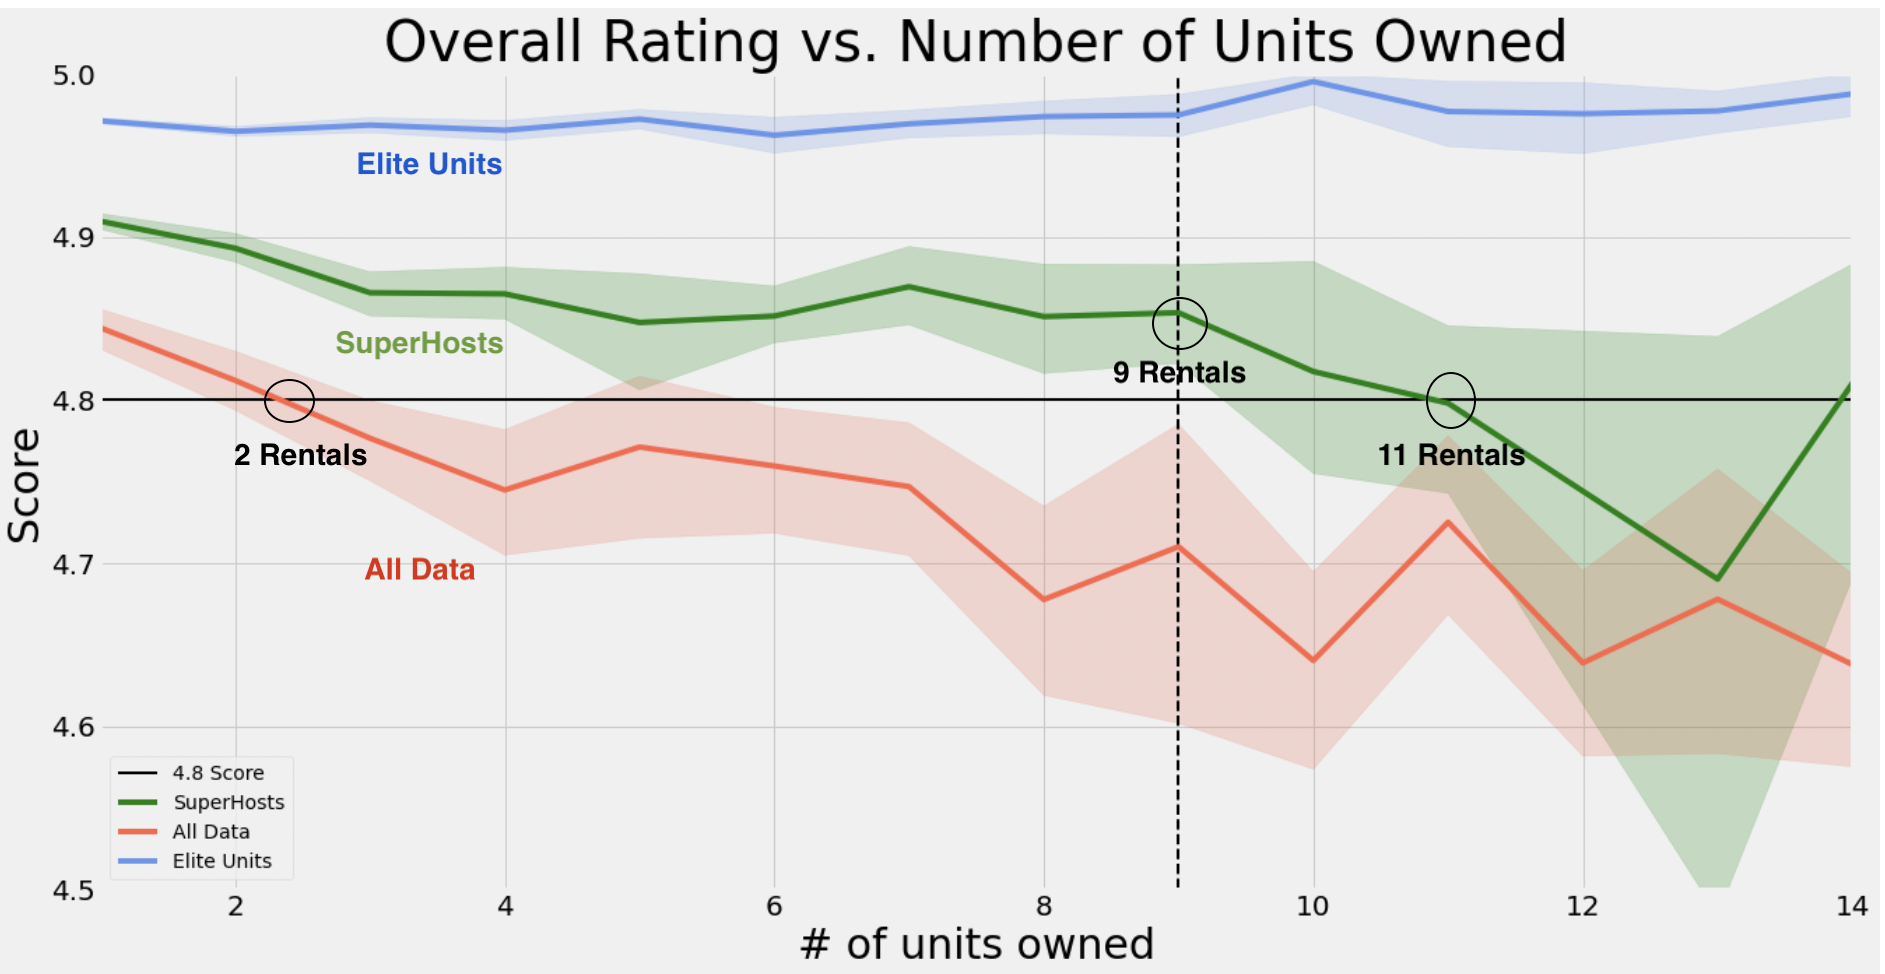 Overall Rating vs. Number of Units Owned
5.0
Elite Units
4.9
SuperHosts
9 Rentals
4.8
2 Rentals
11 Rentals
Score
4.7
All Data
4.6
4.8 Score
SuperHosts
All Data
Elite Units
4.5
2 4 6 8 10 12 14
# of units owned